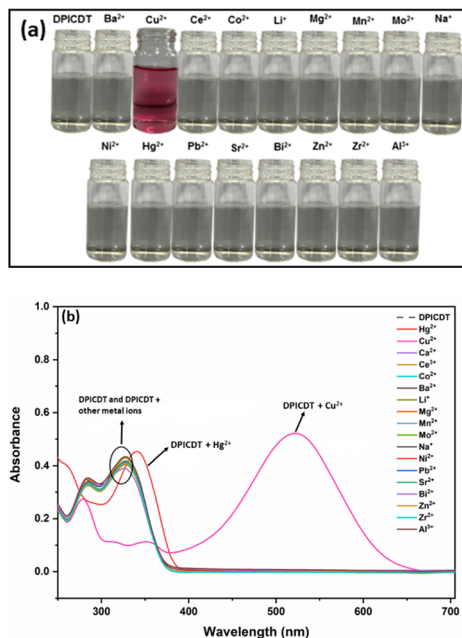 (a)
DPICDT Ba²⁺ Cu²⁺ Ce²⁺ Co²⁺ Li⁺ Mg²⁺ Mn²⁺ Mo²⁺ Na⁺
Ni²⁺ Hg²⁺ Pb²⁺ Sr²⁺ Bi²⁺ Zn²⁺ Zr²⁺ Al³⁺
(b)
1.0
0.8
0.6
0.4
0.2
0.0
Absorbance
DPICDT and DPICDT +
other metal ions
DPICDT + Hg²⁺
DPICDT + Cu²⁺
DPICDT
Hg²⁺
Cu²⁺
Ca²⁺
Ce³⁺
Co²⁺
Ba²⁺
Li⁺
Mg²⁺
Mn²⁺
Mo²⁺
Na⁺
Ni²⁺
Pb²⁺
Sr²⁺
Bi²⁺
Zn²⁺
Zr²⁺
Al³⁺
300 400 500 600 700
Wavelength (nm)